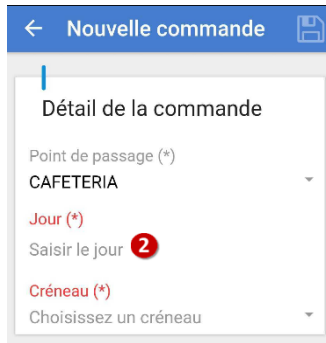 Nouvelle commande
Détail de la commande
Point de passage (*)
CAFETERIA
Jour (*)
Saisir le jour 2
Créneau (*)
Choisissez un créneau